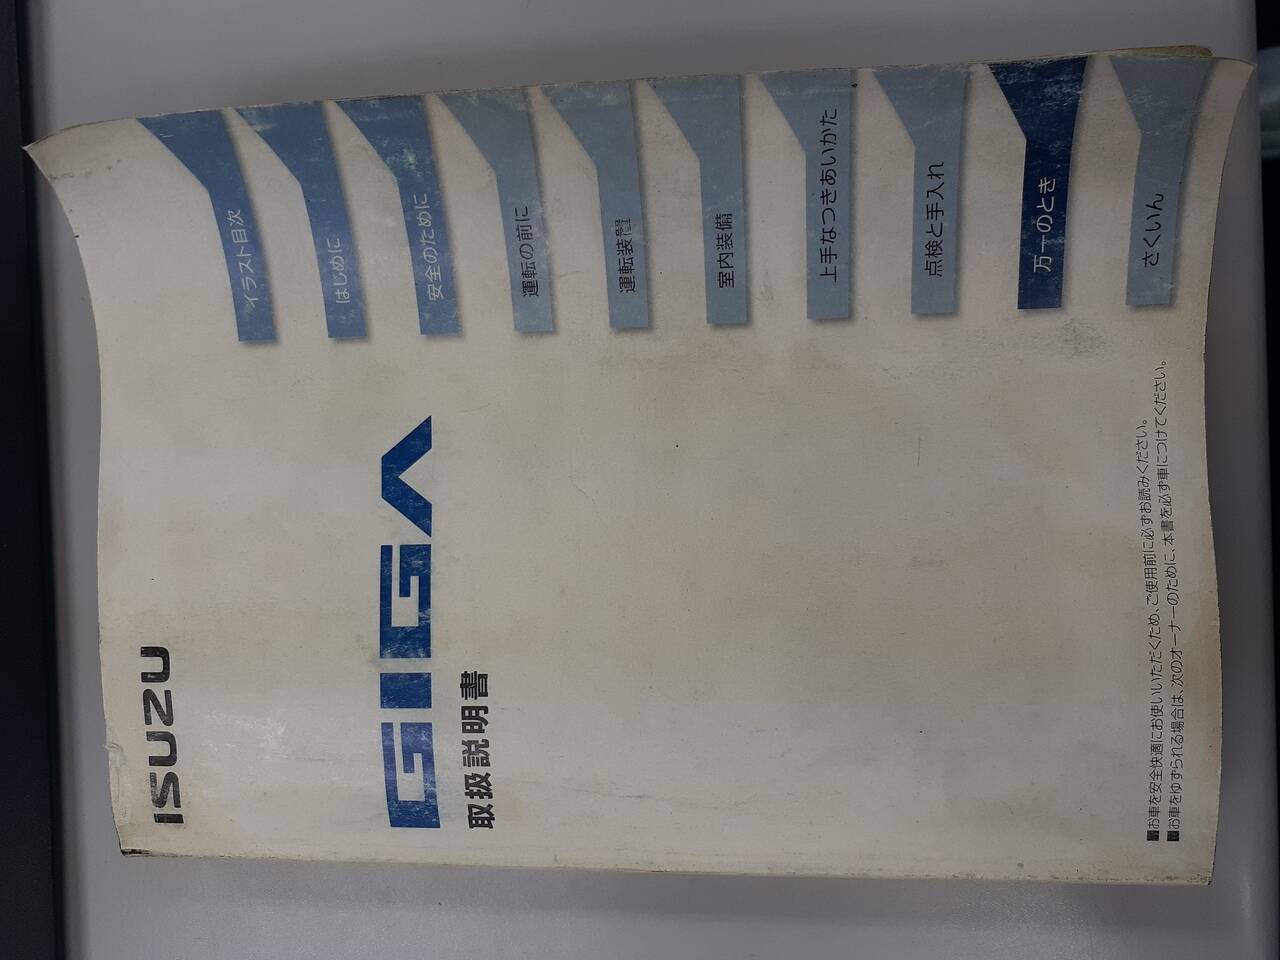 ISUZU
GIGA
取扱説明書
イラスト目次
はじめに
安全のために
運転の前に
運転装置
室内装備
上手なつきあいかた
点検と手入れ
万一のとき
さくいん
■お車を安全快適にお使いいただくため、ご使用前に必ずお読みください。
■お車をゆずられる場合は、次のオーナーのために、本書を必ず車につけてください。